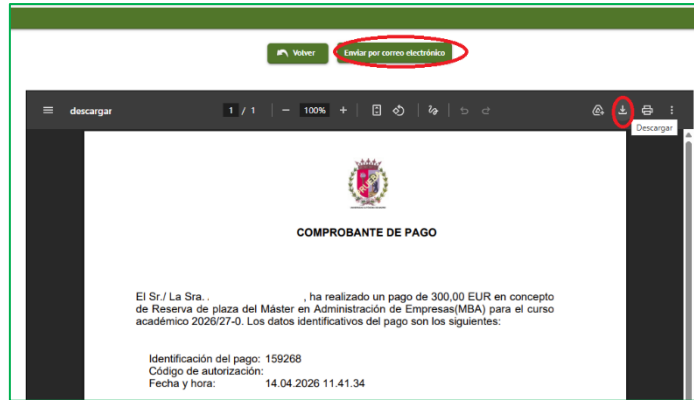 Volver
Enviar por correo electrónico
descargar
1 / 1
100%
Descargar
COMPROBANTE DE PAGO
El Sr./ La Sra. . , ha realizado un pago de 300,00 EUR en concepto
de Reserva de plaza del Máster en Administración de Empresas(MBA) para el curso
académico 2026/27-0. Los datos identificativos del pago son los siguientes:
Identificación del pago: 159268
Código de autorización:
Fecha y hora: 14.04.2026 11.41.34